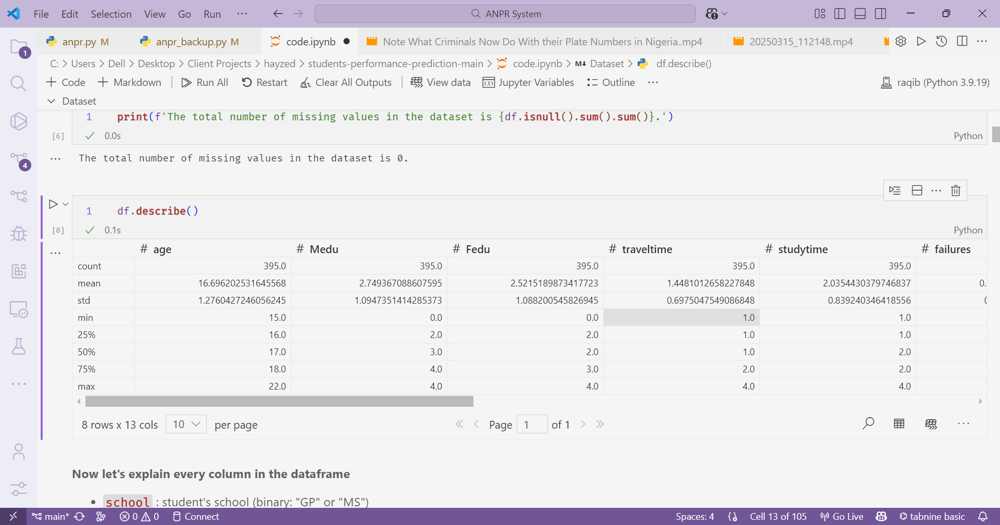 File Edit Selection View Go Run ··· ANPR System
anpr.py M anpr_backup.py M code.ipynb Note What Criminals Now Do With their Plate Numbers in Nigeria..mp4 20250315_112148.mp4
C: > Users > Dell > Desktop > Client Projects > hayzed > students-performance-prediction-main > code.ipynb > M↓ Dataset > df.describe()
+ Code + Markdown Run All Restart Clear All Outputs View data Jupyter Variables Outline ··· raqib (Python 3.9.19)
Dataset
1 print(f'The total number of missing values in the dataset is {df.isnull().sum().sum()}.')
[6] 0.0s Python
The total number of missing values in the dataset is 0.
1 df.describe()
[8] 0.1s Python
# age # Medu # Fedu # traveltime # studytime # failures
count 395.0 395.0 395.0 395.0 395.0
mean 16.696202531645568 2.749367088607595 2.5215189873417723 1.4481012658227848 2.0354430379746837 0.
std 1.2760427246056245 1.0947351414285373 1.088200545826945 0.6975047549086848 0.839240346418556
min 15.0 0.0 0.0 1.0 1.0
25% 16.0 2.0 2.0 1.0 1.0
50% 17.0 3.0 2.0 1.0 2.0
75% 18.0 4.0 3.0 2.0 2.0
max 22.0 4.0 4.0 4.0 4.0
8 rows x 13 cols 10 per page Page 1 of 1
Now let's explain every column in the dataframe
• school : student's school (binary: "GP" or "MS")
1
4
main* 0 0 Connect Spaces: 4 Cell 13 of 105 Go Live tabnine basic